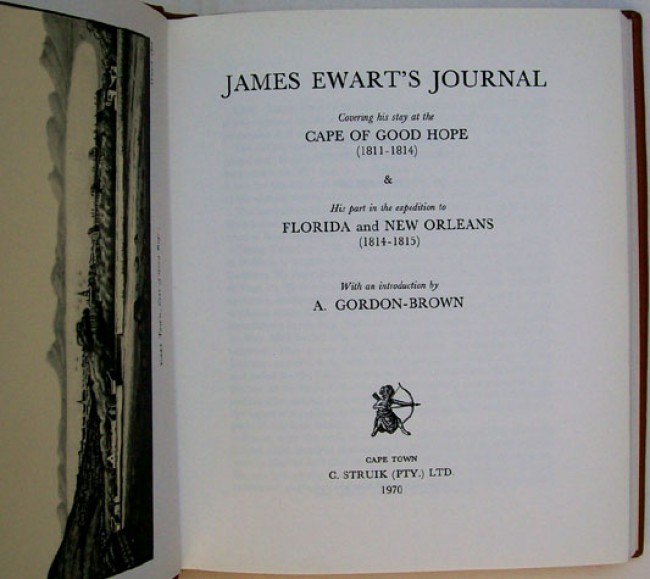 JAMES EWART'S JOURNAL
Covering his stay at the
CAPE OF GOOD HOPE
(1811-1814)
&
His part in the expedition to
FLORIDA and NEW ORLEANS
(1814-1815)
With an introduction by
A. GORDON-BROWN
CAPE TOWN
C. STRUIK (PTY.) LTD.
1970